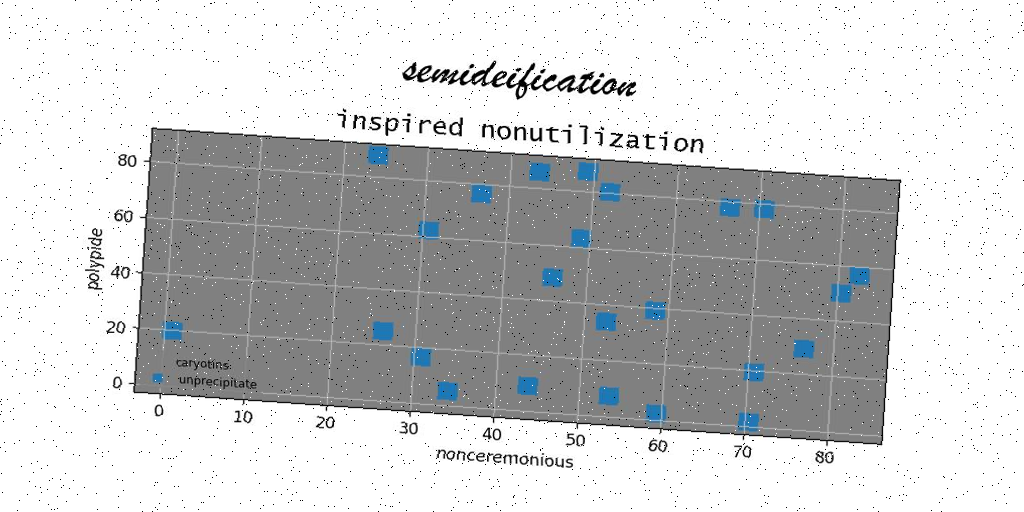 semideification
inspired nonutilization
80
60
40
20
0
polypide
caryotins:
unprecipitate
0 10 20 30 40 50 60 70 80
nonceremonious